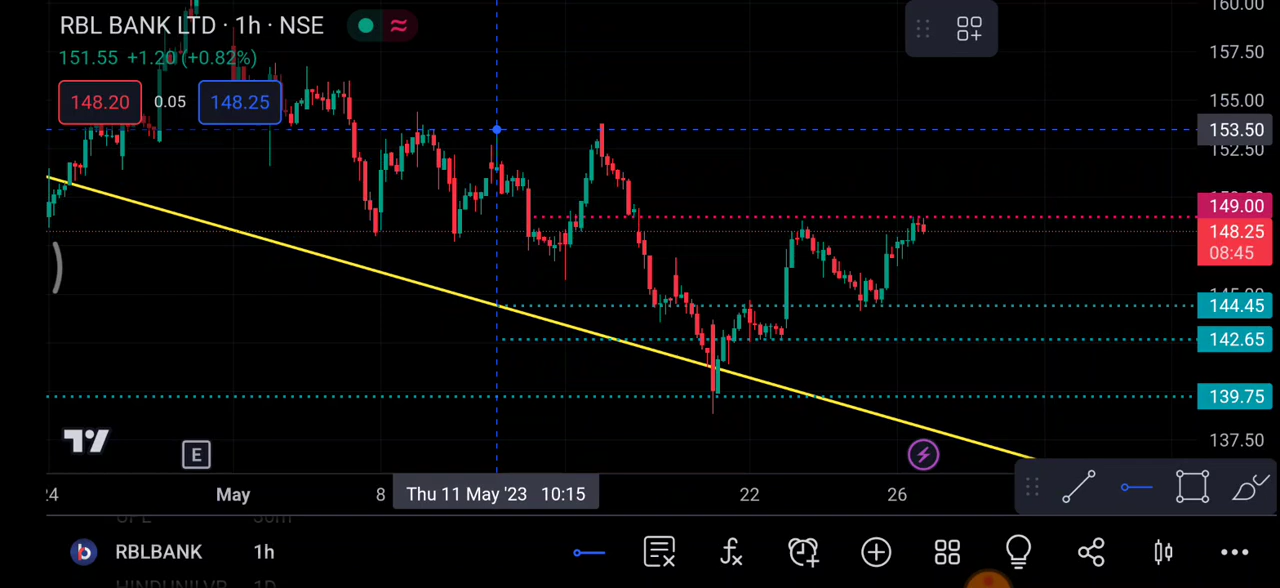 160.00
RBL BANK LTD · 1h · NSE
157.50
151.55 +1.20 (+0.82%)
148.20 0.05 148.25
155.00
153.50
152.50
149.00
148.25
08:45
144.45
142.65
139.75
137.50
E
24 May 8 Thu 11 May '23 10:15 22 26
RBLBANK 1h